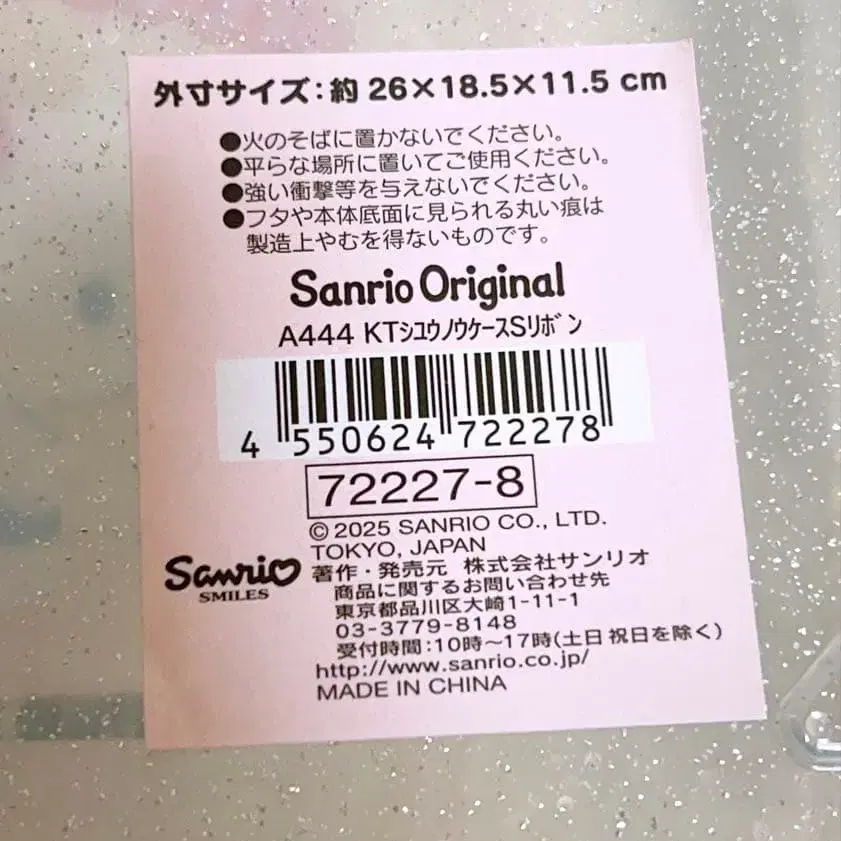 外寸サイズ：約 26×18.5×11.5 cm
●火のそばに置かないでください。
●平らな場所に置いてご使用ください。
●強い衝撃等を与えないでください。
●フタや本体底面に見られる丸い痕は
製造上やむを得ないものです。
Sanrio Original
A444 KTｼﾕｳﾉｳｹｰｽSﾘﾎﾞﾝ
4 550624 722278
72227-8
© 2025 SANRIO CO., LTD.
TOKYO, JAPAN
Sanrio
SMILES
著作・発売元 株式会社サンリオ
商品に関するお問い合わせ先
東京都品川区大崎1-11-1
03-3779-8148
受付時間：10時～17時(土日 祝日を除く)
http://www.sanrio.co.jp/
MADE IN CHINA